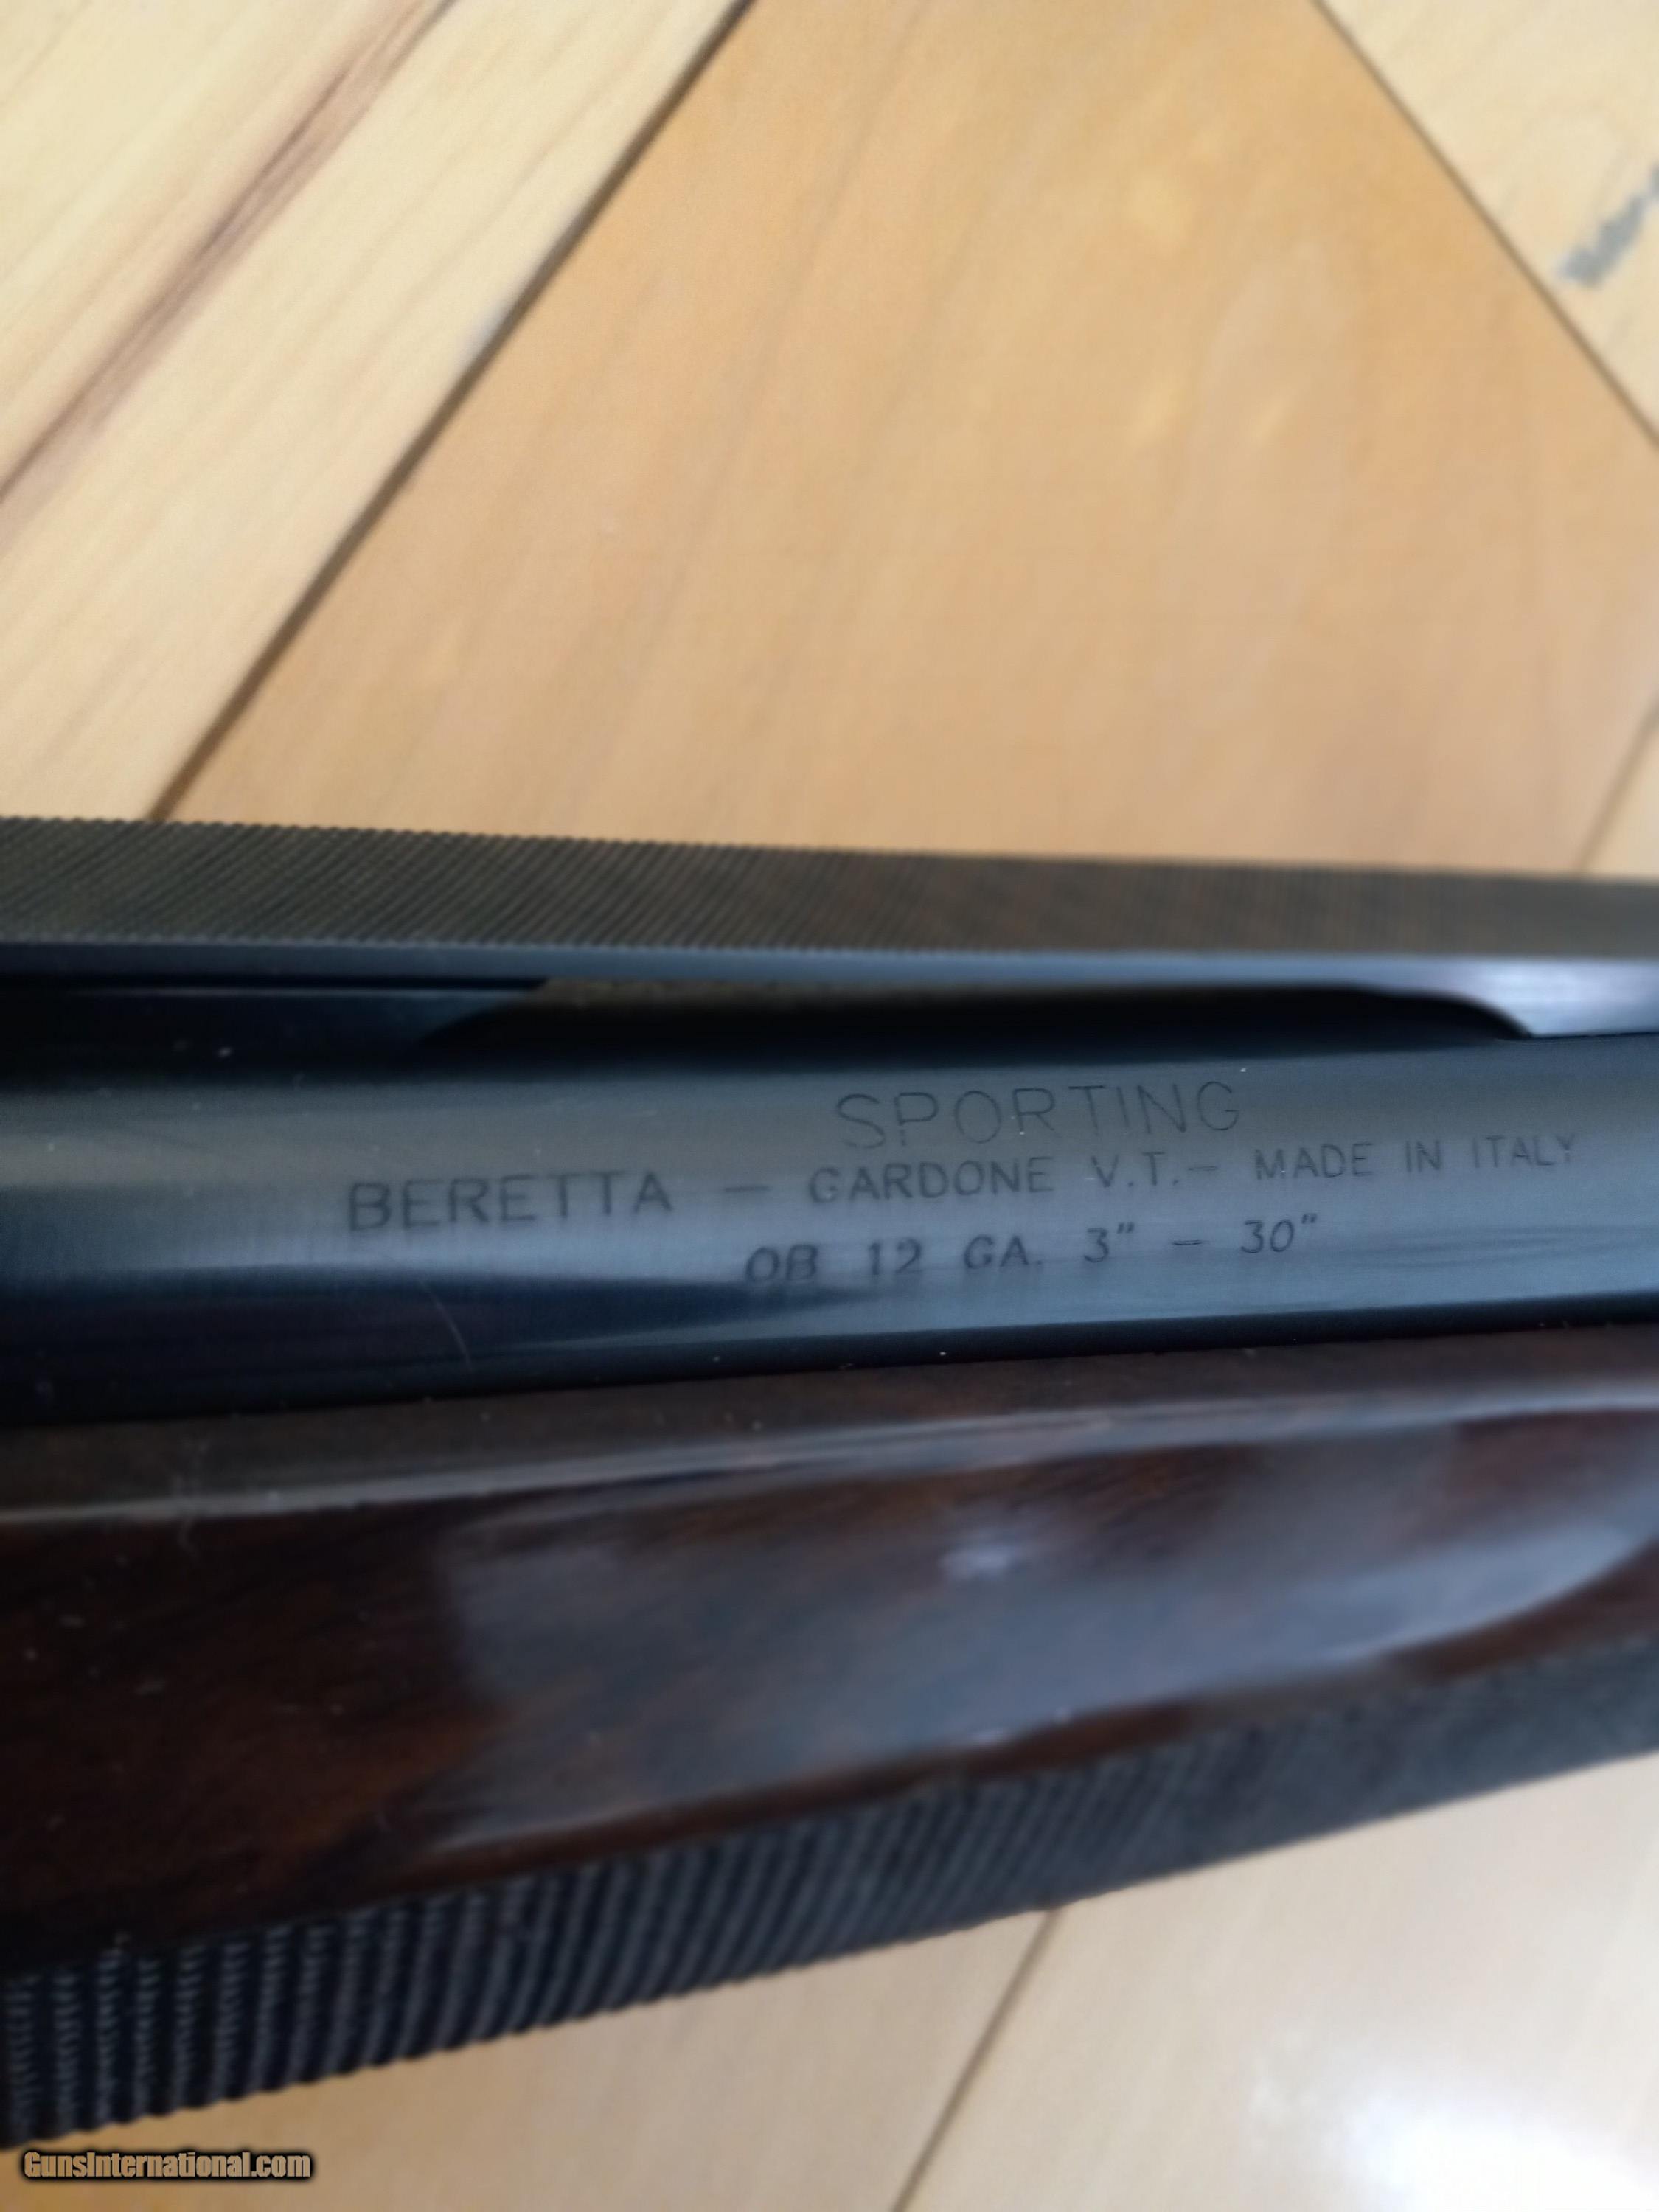 SPORTING
BERETTA — GARDONE V.T.— MADE IN ITALY
OB 12 GA. 3" — 30"
GunsInternational.com